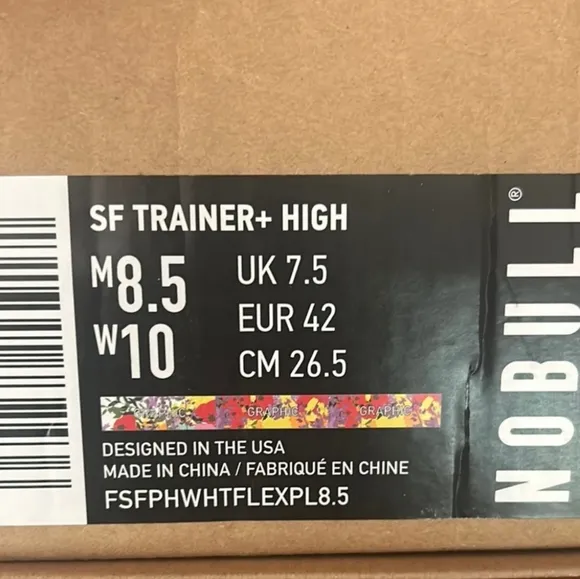 SF TRAINER+ HIGH
M8.5
W10
UK 7.5
EUR 42
CM 26.5
GRAPHIC GRAPHIC GRAPHIC
DESIGNED IN THE USA
MADE IN CHINA / FABRIQUÉ EN CHINE
FSFPHWHTFLEXPL8.5
NOBULL®